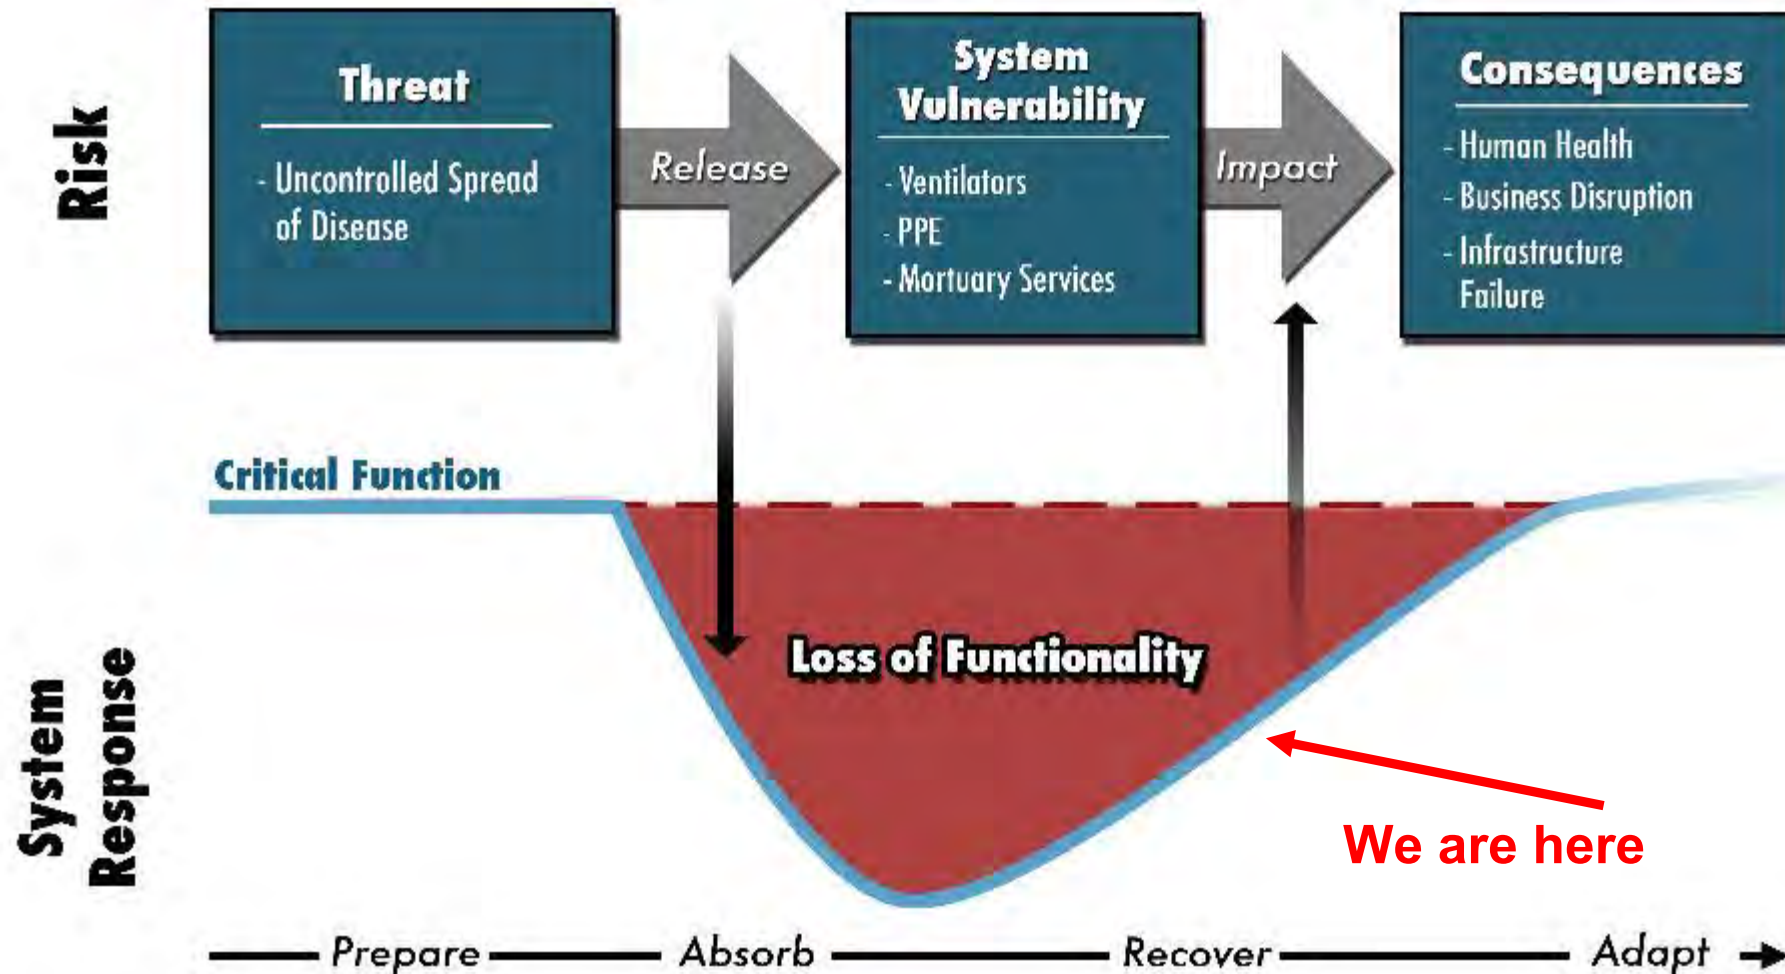 Risk
Threat
- Uncontrolled Spread
of Disease
Release
System
Vulnerability
- Ventilators
- PPE
- Mortuary Services
Impact
Consequences
- Human Health
- Business Disruption
- Infrastructure
Failure
System
Response
Critical Function
Loss of Functionality
We are here
Prepare
Absorb
Recover
Adapt